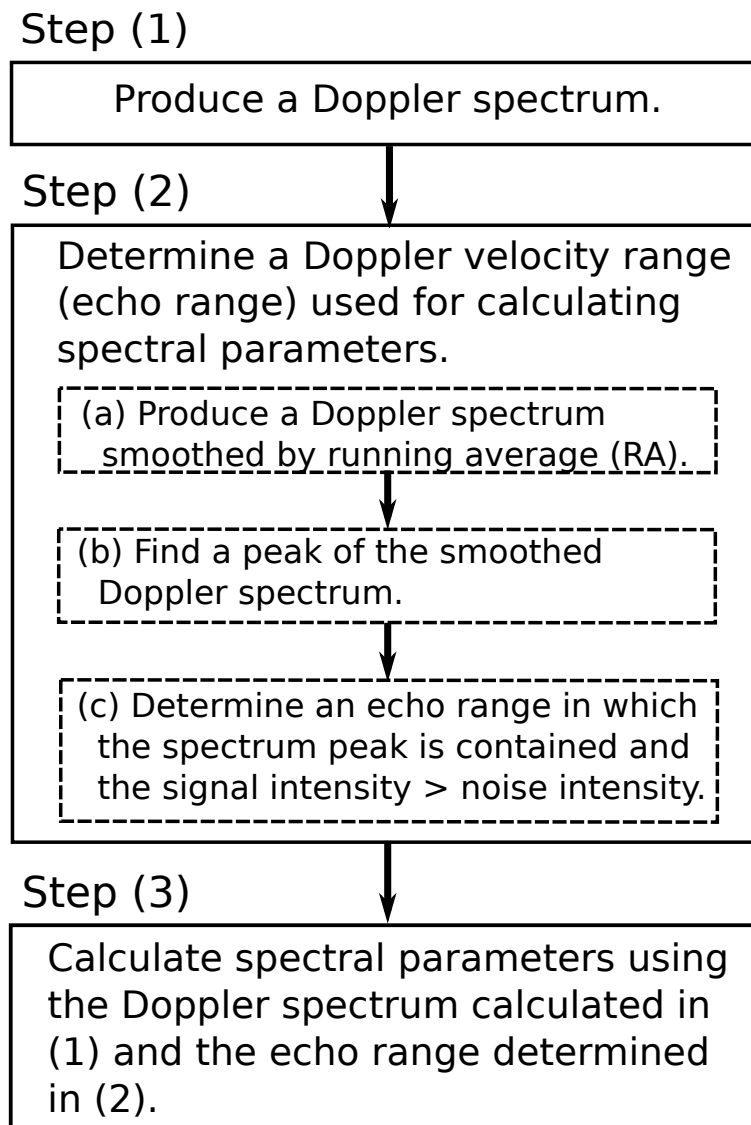 Step (1)
Produce a Doppler spectrum.
Step (2)
Determine a Doppler velocity range
(echo range) used for calculating
spectral parameters.
(a) Produce a Doppler spectrum
smoothed by running average (RA).
(b) Find a peak of the smoothed
Doppler spectrum.
(c) Determine an echo range in which
the spectrum peak is contained and
the signal intensity > noise intensity.
Step (3)
Calculate spectral parameters using
the Doppler spectrum calculated in
(1) and the echo range determined
in (2).